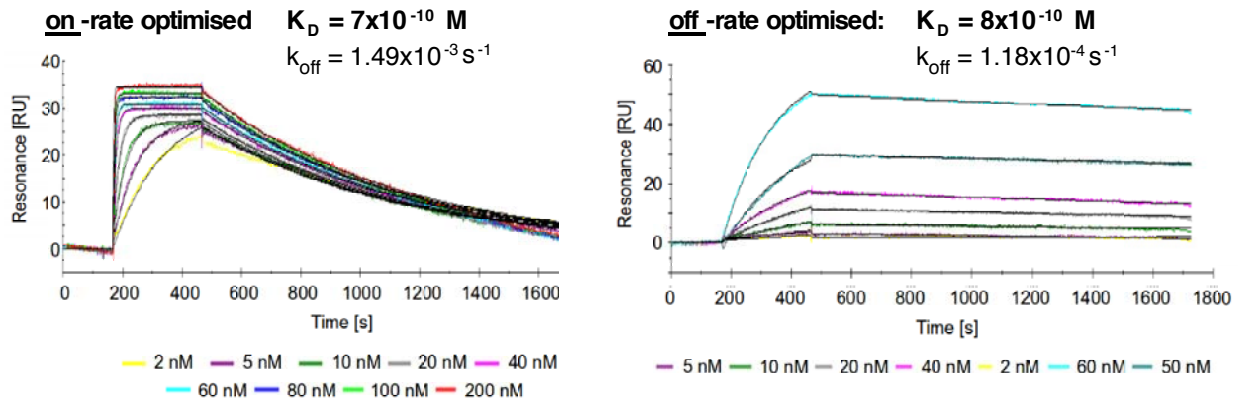 on -rate optimised K_D = 7x10^-10 M
k_off = 1.49x10^-3 s^-1
40
30
20
10
0
Resonance [RU]
0 200 400 600 800 1000 1200 1400 1600
Time [s]
2 nM 5 nM 10 nM 20 nM 40 nM
60 nM 80 nM 100 nM 200 nM
off -rate optimised: K_D = 8x10^-10 M
k_off = 1.18x10^-4 s^-1
60
40
20
0
Resonance [RU]
0 200 400 600 800 1000 1200 1400 1600 1800
Time [s]
5 nM 10 nM 20 nM 40 nM 2 nM 60 nM 50 nM